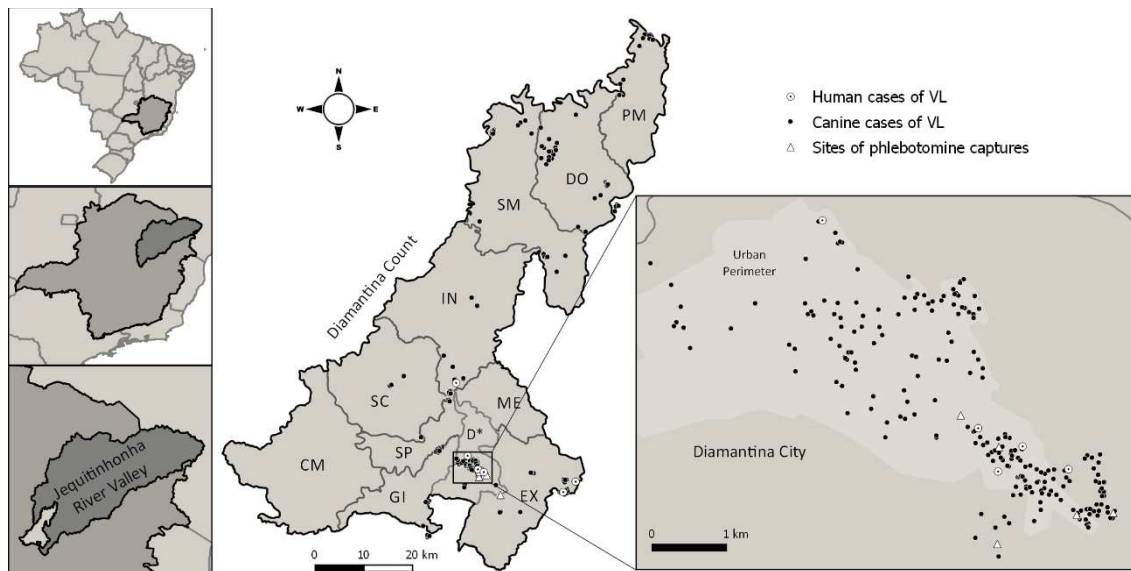 N
W
E
S
Human cases of VL
Canine cases of VL
Sites of phlebotomine captures
PM
DO
SM
Diamantina Count
IN
Urban
Perimeter
SC
ME
D*
SP
CM
GI
EX
Diamantina City
Jequitinhonha
River Valley
0 10 20 km
0 1 km